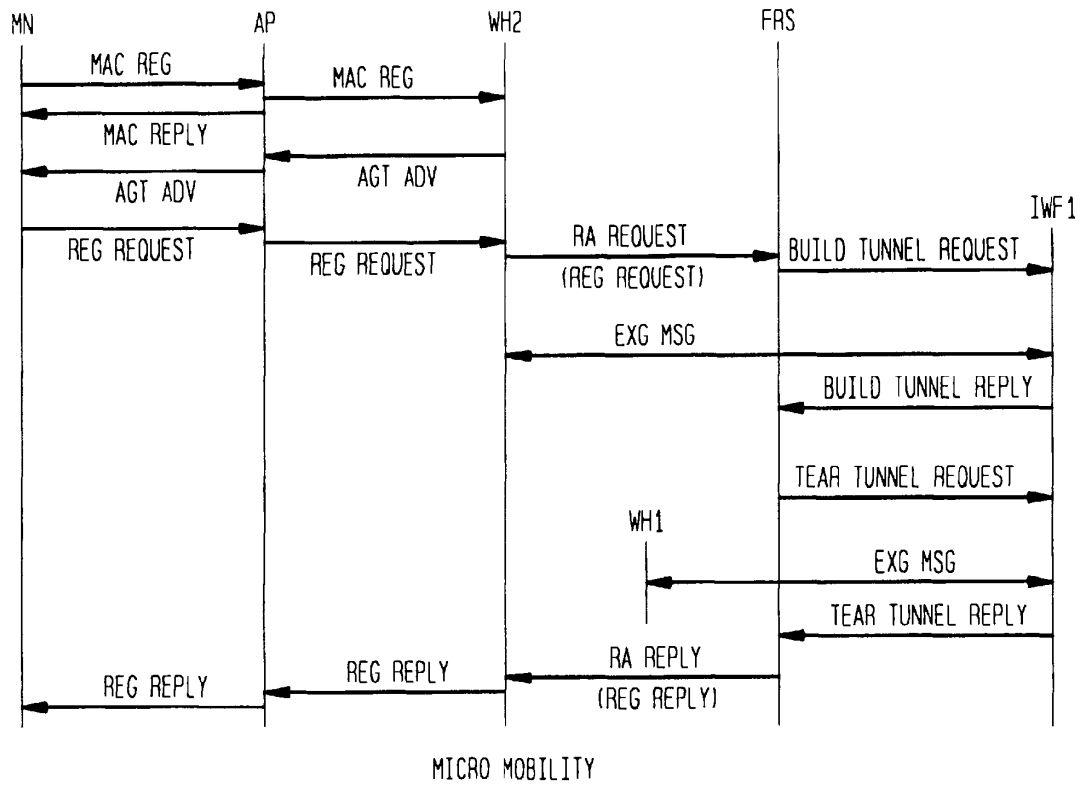 MN AP WH2 FRS
MAC REG
MAC REG
MAC REPLY
AGT ADV
AGT ADV
IWF1
REG REQUEST
REG REQUEST
RA REQUEST
(REG REQUEST)
BUILD TUNNEL REQUEST
EXG MSG
BUILD TUNNEL REPLY
TEAR TUNNEL REQUEST
WH1
EXG MSG
TEAR TUNNEL REPLY
RA REPLY
(REG REPLY)
REG REPLY
REG REPLY
MICRO MOBILITY